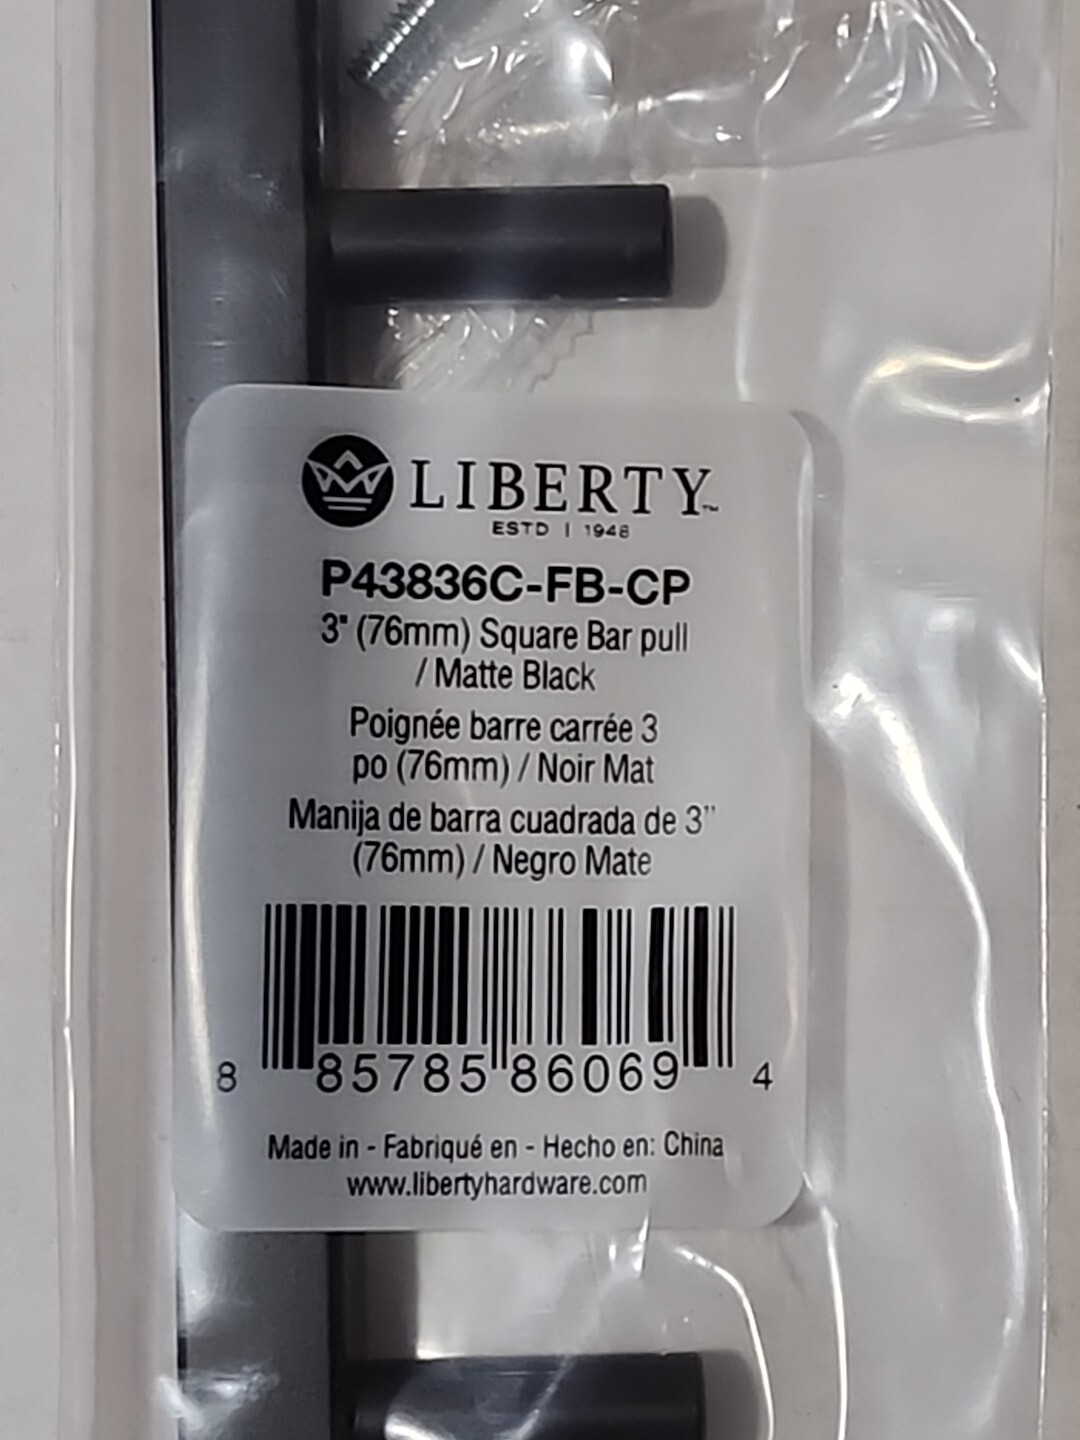 LIBERTY™
ESTD | 1948
P43836C-FB-CP
3" (76mm) Square Bar pull
/ Matte Black
Poignée barre carrée 3
po (76mm) / Noir Mat
Manija de barra cuadrada de 3"
(76mm) / Negro Mate
8 85785 86069 4
Made in - Fabriqué en - Hecho en: China
www.libertyhardware.com